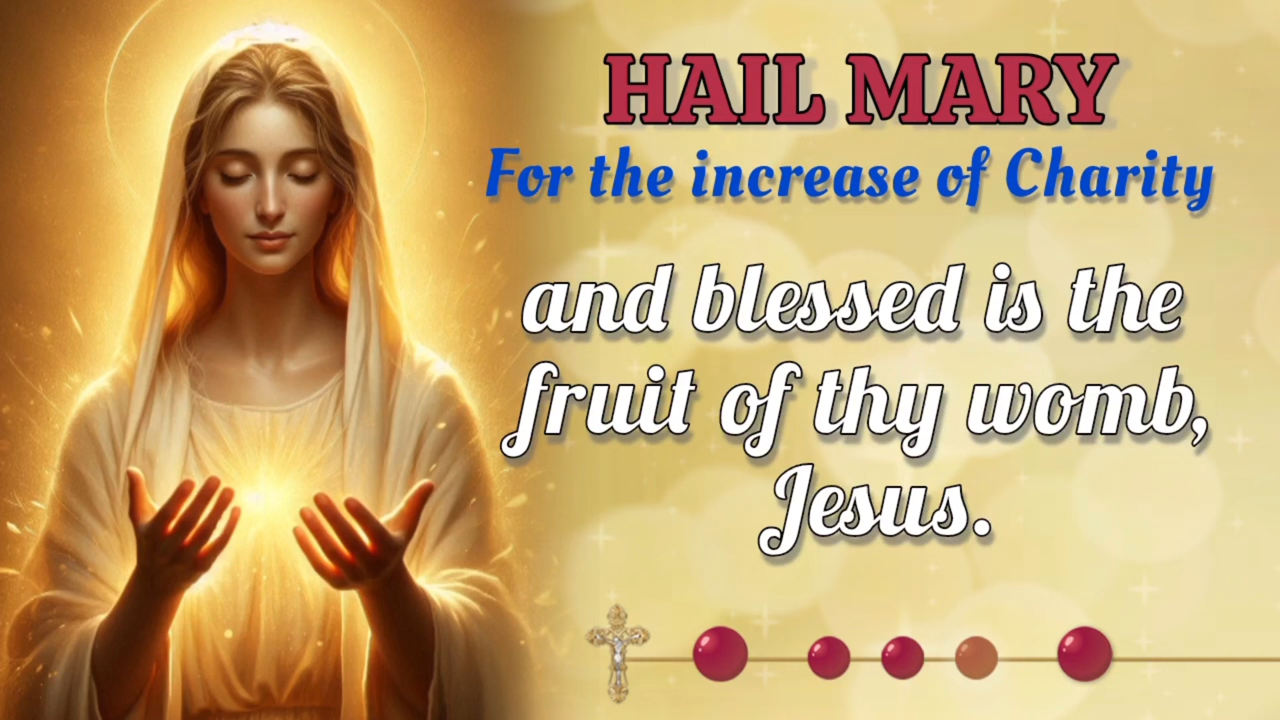 HAIL MARY
For the increase of Charity
and blessed is the
fruit of thy womb,
Jesus.